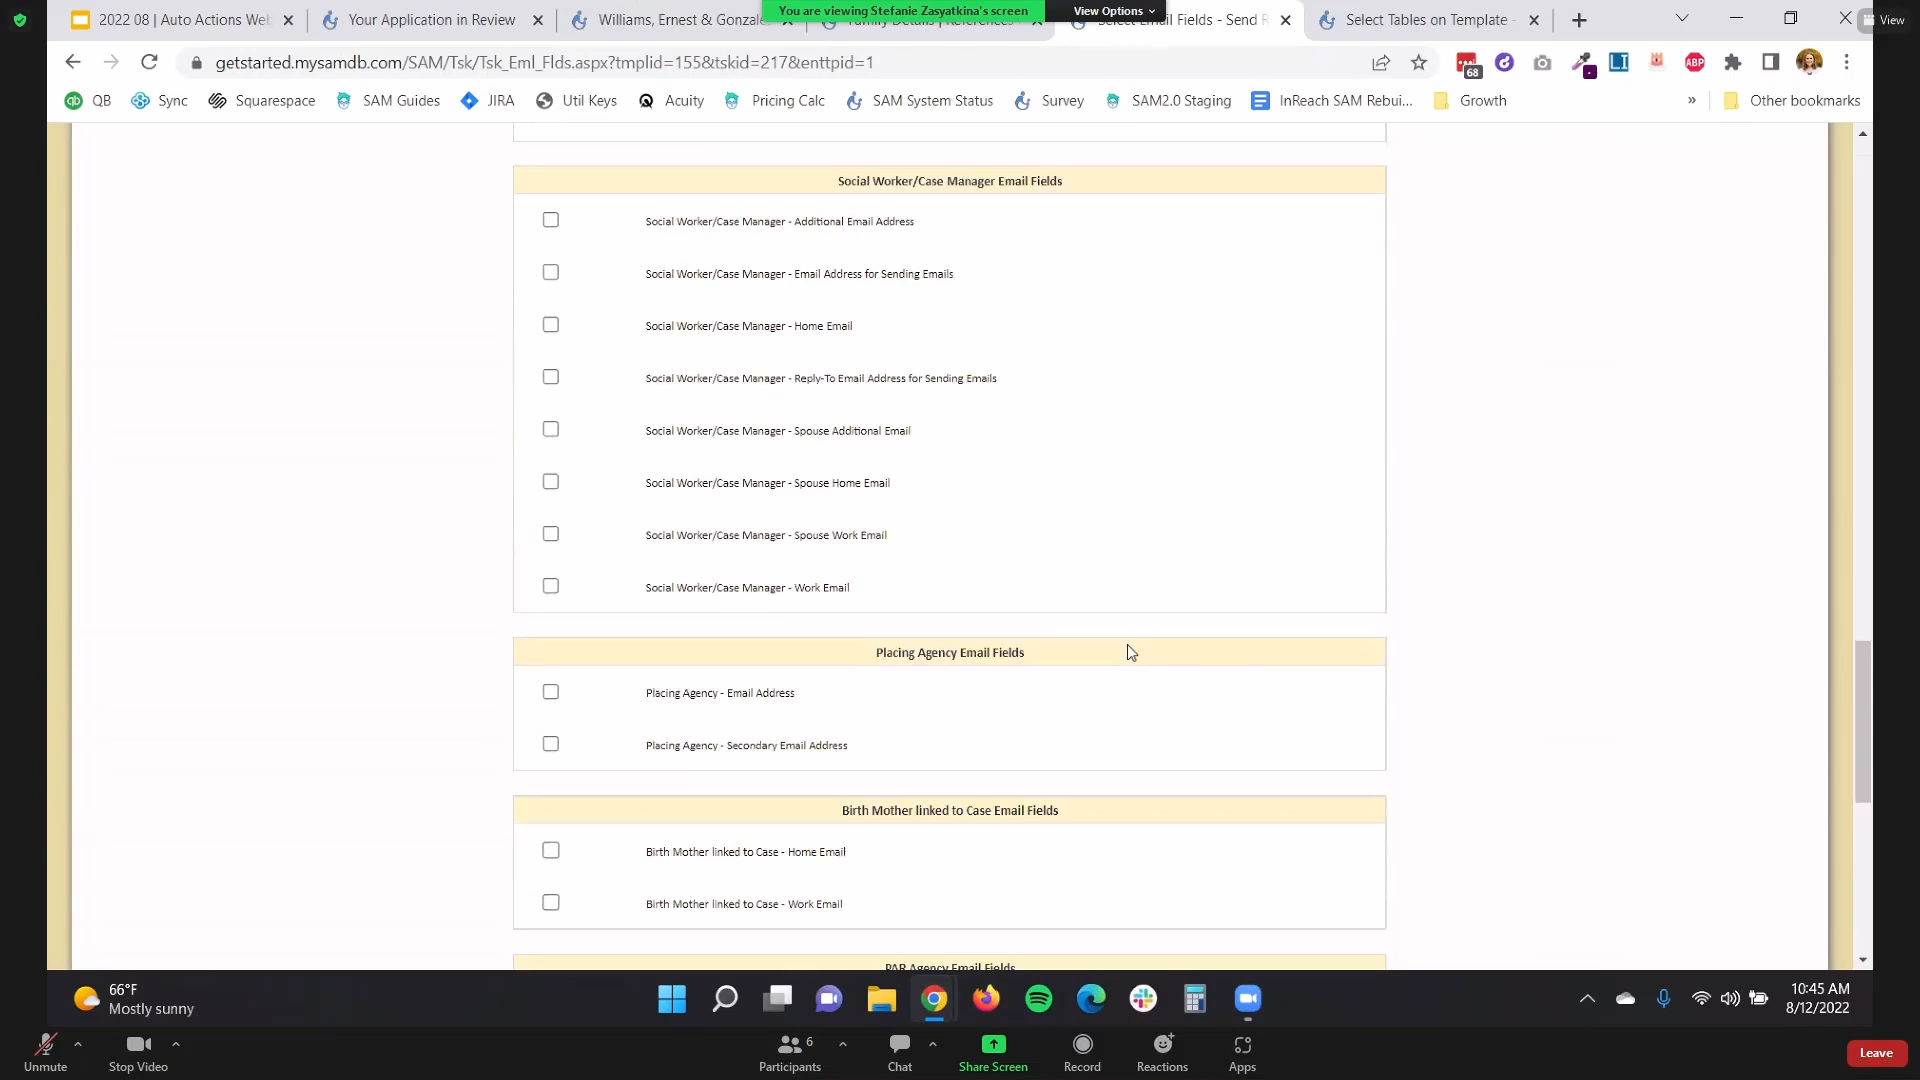 2022 08 | Auto Actions Web
Your Application in Review
Williams, Ernest & Gonzale
You are viewing Stefanie Zasyatkina's screen
View Options
Select Email Fields - Send R
Select Tables on Template -
View
getstarted.mysamdb.com/SAM/Tsk/Tsk_Eml_Flds.aspx?tmplid=155&tskid=217&enttpid=1
68
ABP
QB
Sync
Squarespace
SAM Guides
JIRA
Util Keys
Acuity
Pricing Calc
SAM System Status
Survey
SAM2.0 Staging
InReach SAM Rebui...
Growth
»
Other bookmarks
Social Worker/Case Manager Email Fields
Social Worker/Case Manager - Additional Email Address
Social Worker/Case Manager - Email Address for Sending Emails
Social Worker/Case Manager - Home Email
Social Worker/Case Manager - Reply-To Email Address for Sending Emails
Social Worker/Case Manager - Spouse Additional Email
Social Worker/Case Manager - Spouse Home Email
Social Worker/Case Manager - Spouse Work Email
Social Worker/Case Manager - Work Email
Placing Agency Email Fields
Placing Agency - Email Address
Placing Agency - Secondary Email Address
Birth Mother linked to Case Email Fields
Birth Mother linked to Case - Home Email
Birth Mother linked to Case - Work Email
PAR Agency Email Fields
66°F
Mostly sunny
10:45 AM
8/12/2022
Unmute
Stop Video
6
Participants
Chat
Share Screen
Record
Reactions
Apps
Leave